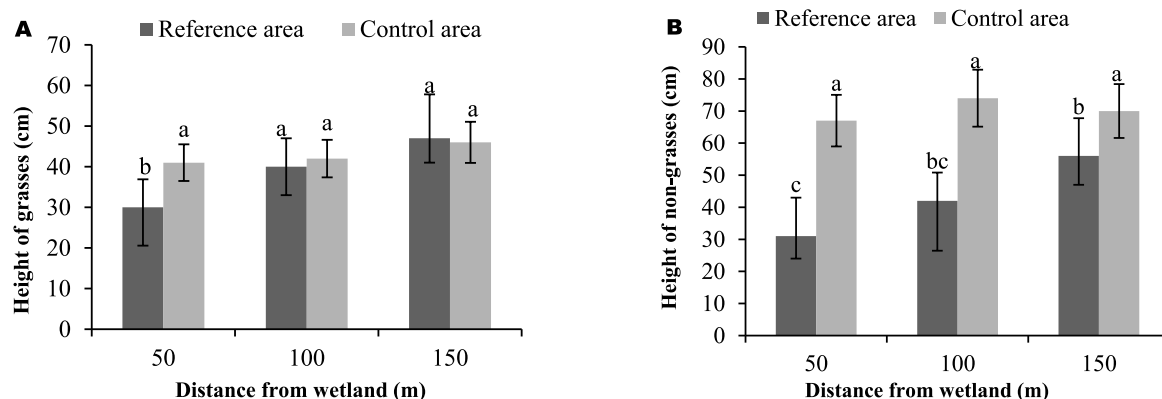 A
Reference area
Control area
Height of grasses (cm)
70
60
50
40
30
20
10
0
b
a
a
a
a
a
50
100
150
Distance from wetland (m)
B
Reference area
Control area
Height of non-grasses (cm)
90
80
70
60
50
40
30
20
10
0
c
a
bc
a
b
a
50
100
150
Distance from wetland (m)